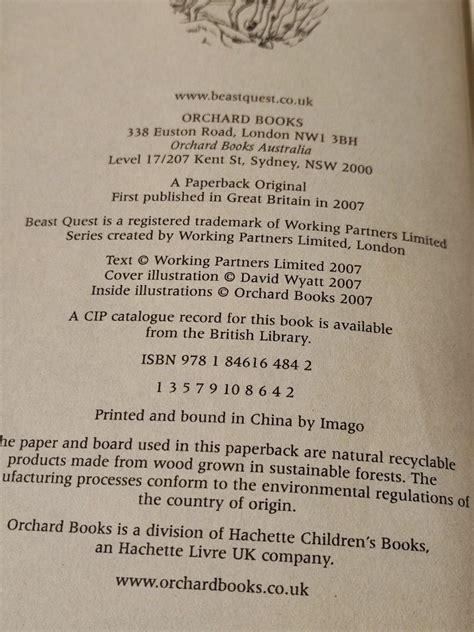 www.beastquest.co.uk
ORCHARD BOOKS
338 Euston Road, London NW1 3BH
Orchard Books Australia
Level 17/207 Kent St, Sydney, NSW 2000
A Paperback Original
First published in Great Britain in 2007
Beast Quest is a registered trademark of Working Partners Limited
Series created by Working Partners Limited, London
Text © Working Partners Limited 2007
Cover illustration © David Wyatt 2007
Inside illustrations © Orchard Books 2007
A CIP catalogue record for this book is available
from the British Library.
ISBN 978 1 84616 484 2
1 3 5 7 9 10 8 6 4 2
Printed and bound in China by Imago
he paper and board used in this paperback are natural recyclable
products made from wood grown in sustainable forests. The
ufacturing processes conform to the environmental regulations of
the country of origin.
Orchard Books is a division of Hachette Children's Books,
an Hachette Livre UK company.
www.orchardbooks.co.uk